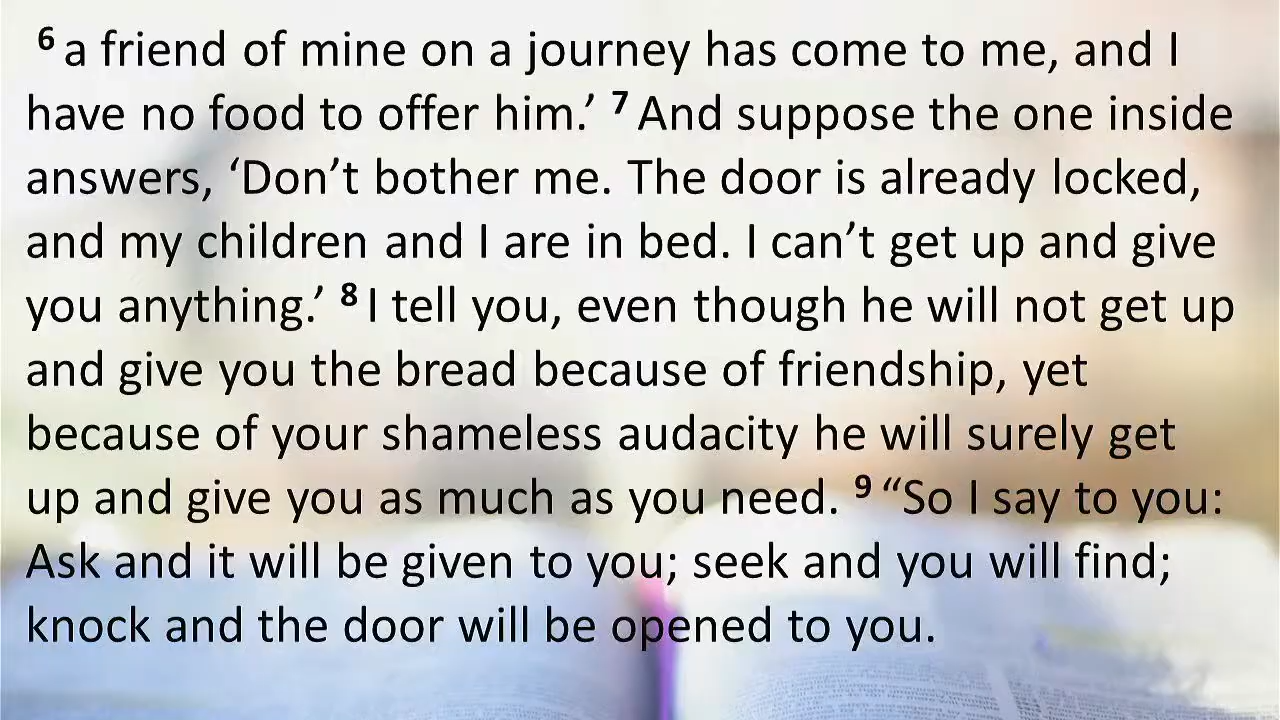 ⁶ a friend of mine on a journey has come to me, and I
have no food to offer him.’ ⁷ And suppose the one inside
answers, ‘Don’t bother me. The door is already locked,
and my children and I are in bed. I can’t get up and give
you anything.’ ⁸ I tell you, even though he will not get up
and give you the bread because of friendship, yet
because of your shameless audacity he will surely get
up and give you as much as you need. ⁹ “So I say to you:
Ask and it will be given to you; seek and you will find;
knock and the door will be opened to you.